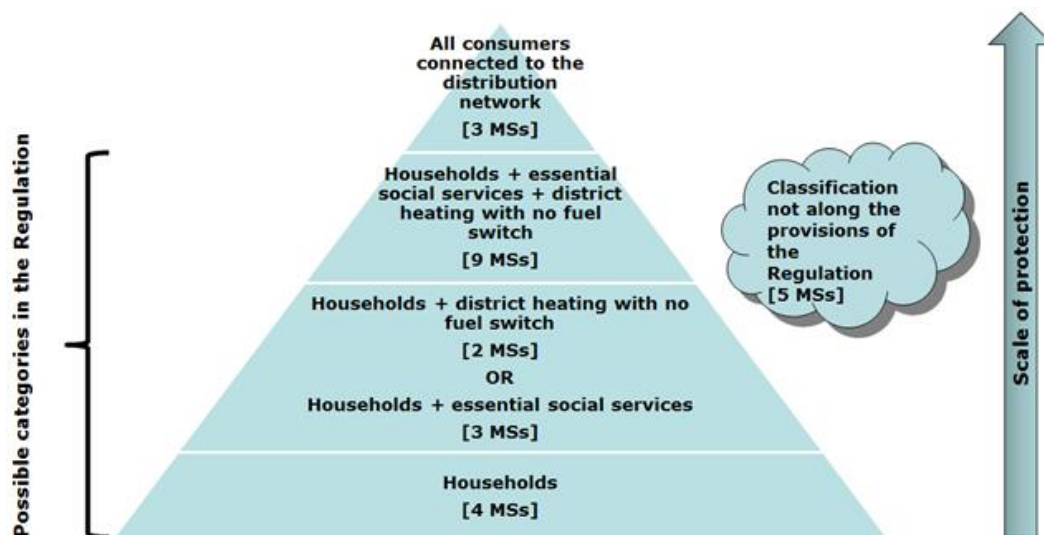 All consumers
connected to the
distribution
network
[3 MSs]
Households + essential
social services + district
heating with no fuel
switch
[9 MSs]
Households + district heating with no
fuel switch
[2 MSs]
OR
Households + essential social services
[3 MSs]
Households
[4 MSs]
Possible categories in the Regulation
Classification
not along the
provisions of
the
Regulation
[5 MSs]
Scale of protection